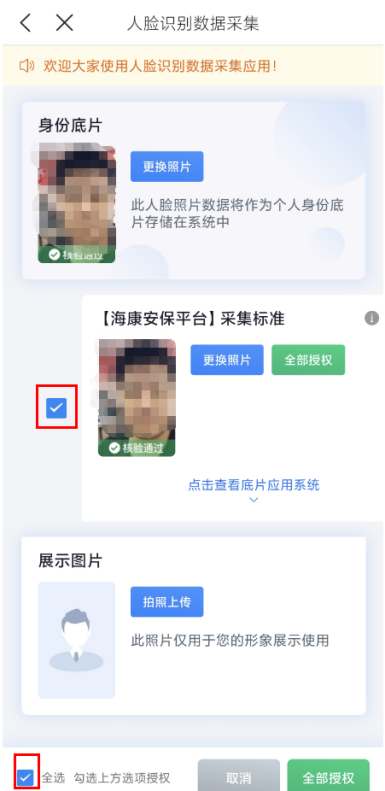 人脸识别数据采集
欢迎大家使用人脸识别数据采集应用!
身份底片
更换照片
此人脸照片数据将作为个人身份底
片存储在系统中
核验通过
【海康安保平台】采集标准
更换照片 全部授权
核验通过
点击查看底片应用系统
展示图片
拍照上传
此照片仅用于您的形象展示使用
全选 勾选上方选项授权 取消 全部授权